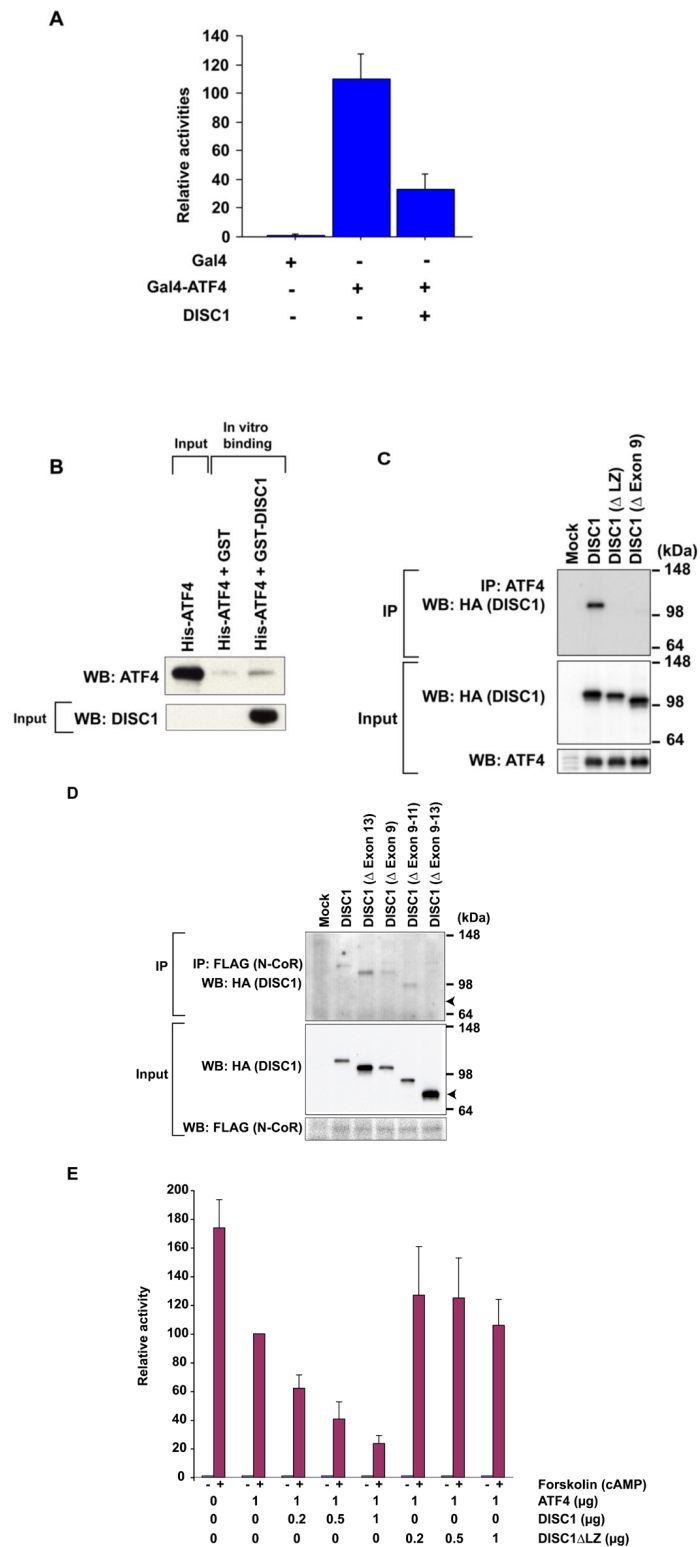 A
140
120
100
80
60
40
20
0
Relative activities
Gal4 + - -
Gal4-ATF4 - + +
DISC1 - - +
B
Input
In vitro binding
His-ATF4
His-ATF4 + GST
His-ATF4 + GST-DISC1
WB: ATF4
Input
WB: DISC1
C
Mock
DISC1
DISC1 (Δ LZ)
DISC1 (Δ Exon 9)
(kDa)
148
IP: ATF4
IP
WB: HA (DISC1)
98
64
148
WB: HA (DISC1)
98
Input
64
WB: ATF4
D
Mock
DISC1
DISC1 (Δ Exon 13)
DISC1 (Δ Exon 9)
DISC1 (Δ Exon 9-11)
DISC1 (Δ Exon 9-13)
(kDa)
148
IP
IP: FLAG (N-CoR)
WB: HA (DISC1)
98
64
148
WB: HA (DISC1)
98
Input
64
WB: FLAG (N-CoR)
E
200
180
160
140
120
100
80
60
40
20
0
Relative activity
- + - + - + - + - + - + - + - + Forskolin (cAMP)
0 1 1 1 1 1 1 1 ATF4 (μg)
0 0 0.2 0.5 1 0 0 0 DISC1 (μg)
0 0 0 0 0 0.2 0.5 1 DISC1ΔLZ (μg)